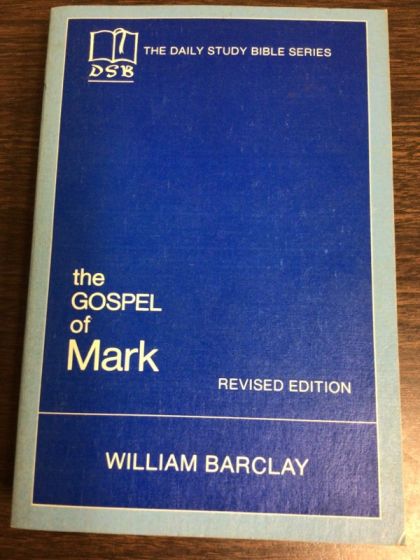 DSB
THE DAILY STUDY BIBLE SERIES
the
GOSPEL
of
Mark
REVISED EDITION
WILLIAM BARCLAY